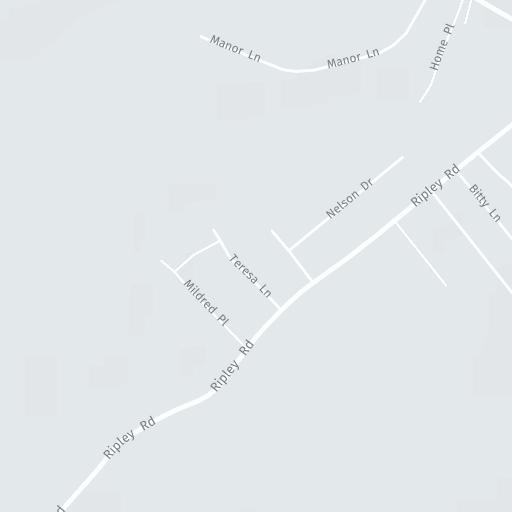 Manor Ln
Manor Ln
Home Pl
Ripley Rd
Nelson Dr
Bitty Ln
Teresa Ln
Mildred Pl
Ripley Rd
Ripley Rd